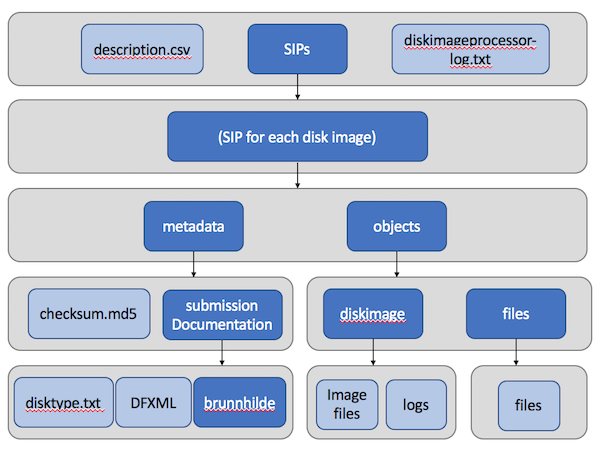 description.csv
SIPs
diskimageprocessor-
log.txt
(SIP for each disk image)
metadata
objects
checksum.md5
submission
Documentation
diskimage
files
disktype.txt
DFXML
brunnhilde
Image
files
logs
files